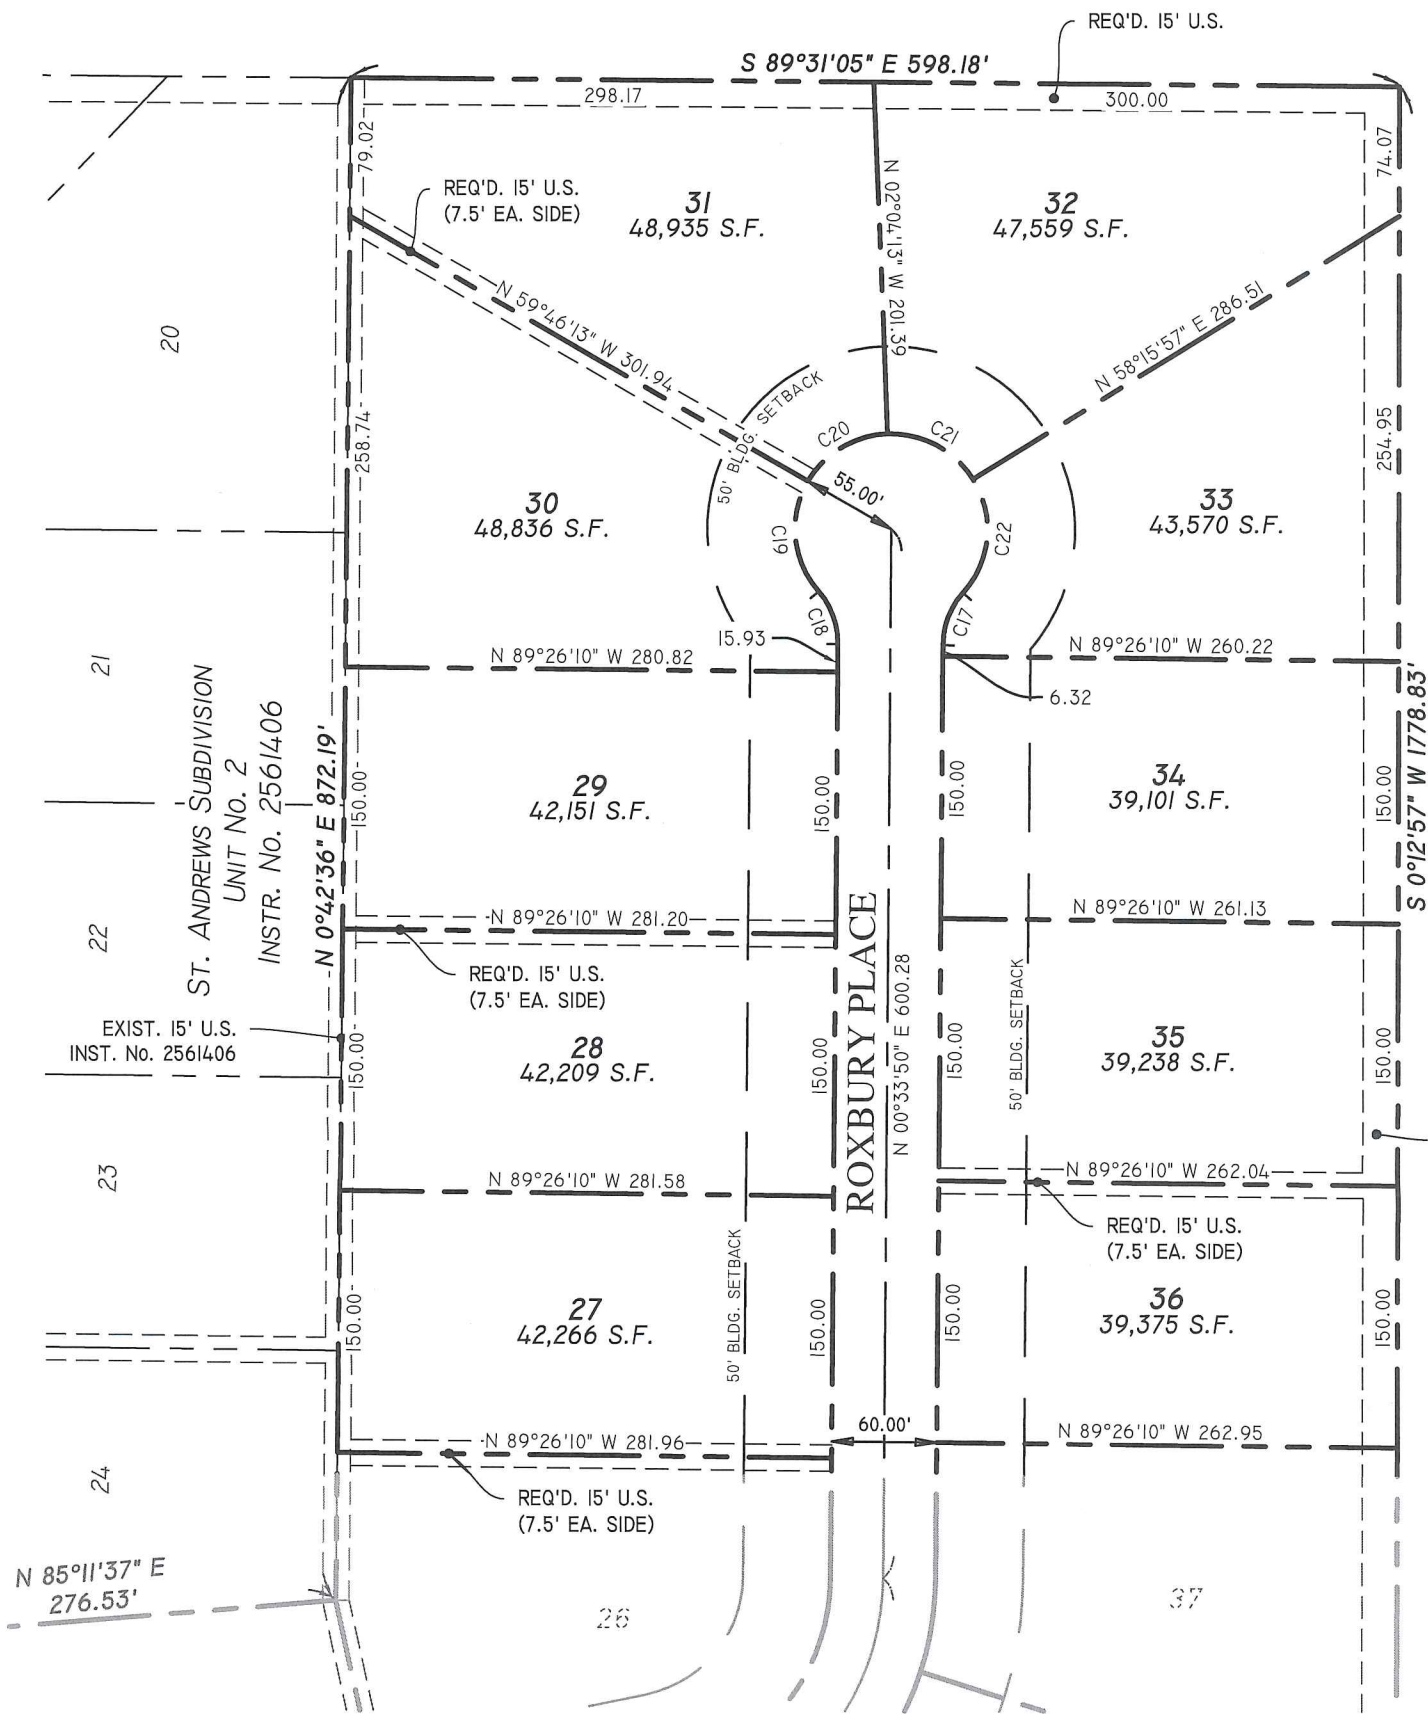 REQ'D. 15' U.S.
S 89°31'05" E 598.18'
298.17
300.00
79.02
74.07
REQ'D. 15' U.S.
(7.5' EA. SIDE)
31
48,935 S.F.
N 02°04'13" W 201.39
32
47,559 S.F.
N 59°46'13" W 301.94
N 58°15'57" E 286.51
20
50' BLDG. SETBACK
C20
C21
258.74
254.95
55.00'
30
48,836 S.F.
33
43,570 S.F.
C19
C22
C18
C17
15.93
N 89°26'10" W 280.82
N 89°26'10" W 260.22
6.32
21
ST. ANDREWS SUBDIVISION
UNIT No. 2
INSTR. No. 2561406
N 0°42'36" E 872.19'
S 0°12'57" W 1778.83'
150.00
29
42,151 S.F.
150.00
150.00
34
39,101 S.F.
150.00
22
N 89°26'10" W 281.20
N 89°26'10" W 261.13
REQ'D. 15' U.S.
(7.5' EA. SIDE)
ROXBURY PLACE
N 00°33'50" E 600.28
50' BLDG. SETBACK
EXIST. 15' U.S.
INST. No. 2561406
150.00
28
42,209 S.F.
150.00
150.00
35
39,238 S.F.
150.00
23
N 89°26'10" W 281.58
N 89°26'10" W 262.04
REQ'D. 15' U.S.
(7.5' EA. SIDE)
50' BLDG. SETBACK
150.00
27
42,266 S.F.
150.00
150.00
36
39,375 S.F.
150.00
60.00'
N 89°26'10" W 281.96
N 89°26'10" W 262.95
24
REQ'D. 15' U.S.
(7.5' EA. SIDE)
N 85°11'37" E
276.53'
26
37